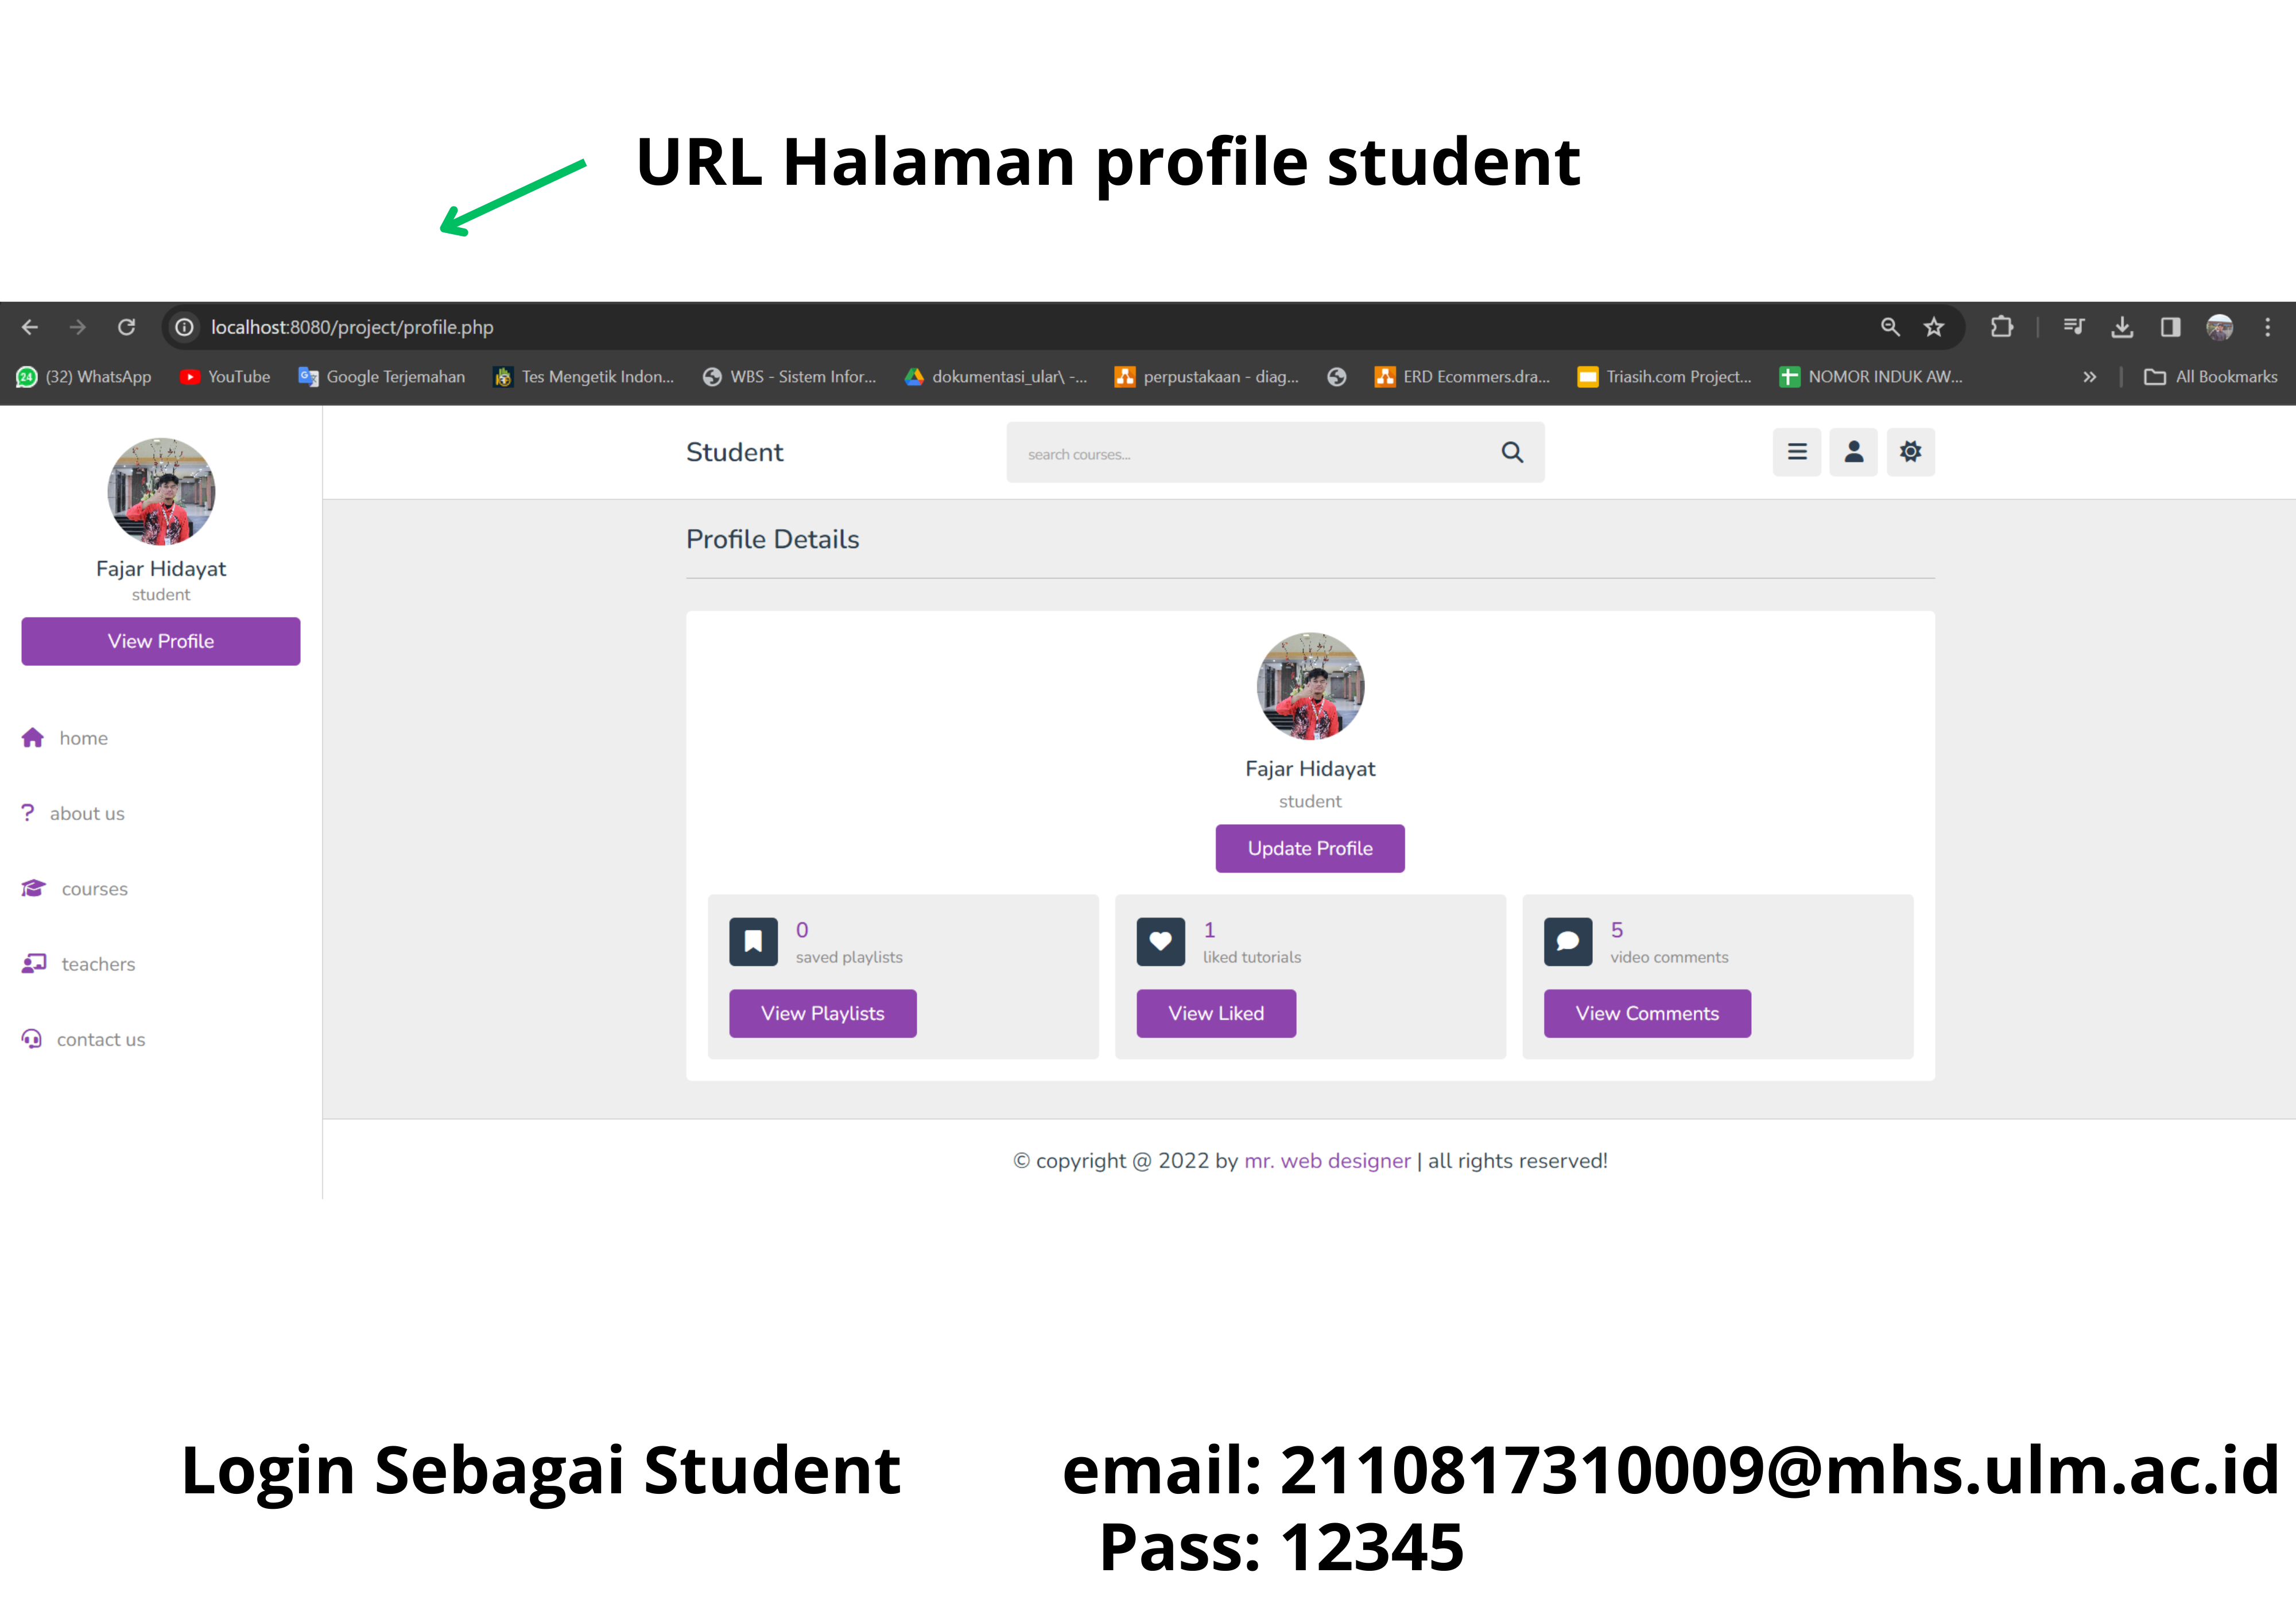 URL Halaman profile student
localhost:8080/project/profile.php
24 (32) WhatsApp YouTube Google Terjemahan Tes Mengetik Indon... WBS - Sistem Infor... dokumentasi_ular\ -... perpustakaan - diag... ERD Ecommers.dra... Triasih.com Project... NOMOR INDUK AW... » All Bookmarks
Student search courses...
Fajar Hidayat
student
View Profile
home
? about us
courses
teachers
contact us
Profile Details
Fajar Hidayat
student
Update Profile
0 1 5
saved playlists liked tutorials video comments
View Playlists View Liked View Comments
© copyright @ 2022 by mr. web designer | all rights reserved!
Login Sebagai Student email: 2110817310009@mhs.ulm.ac.id
Pass: 12345